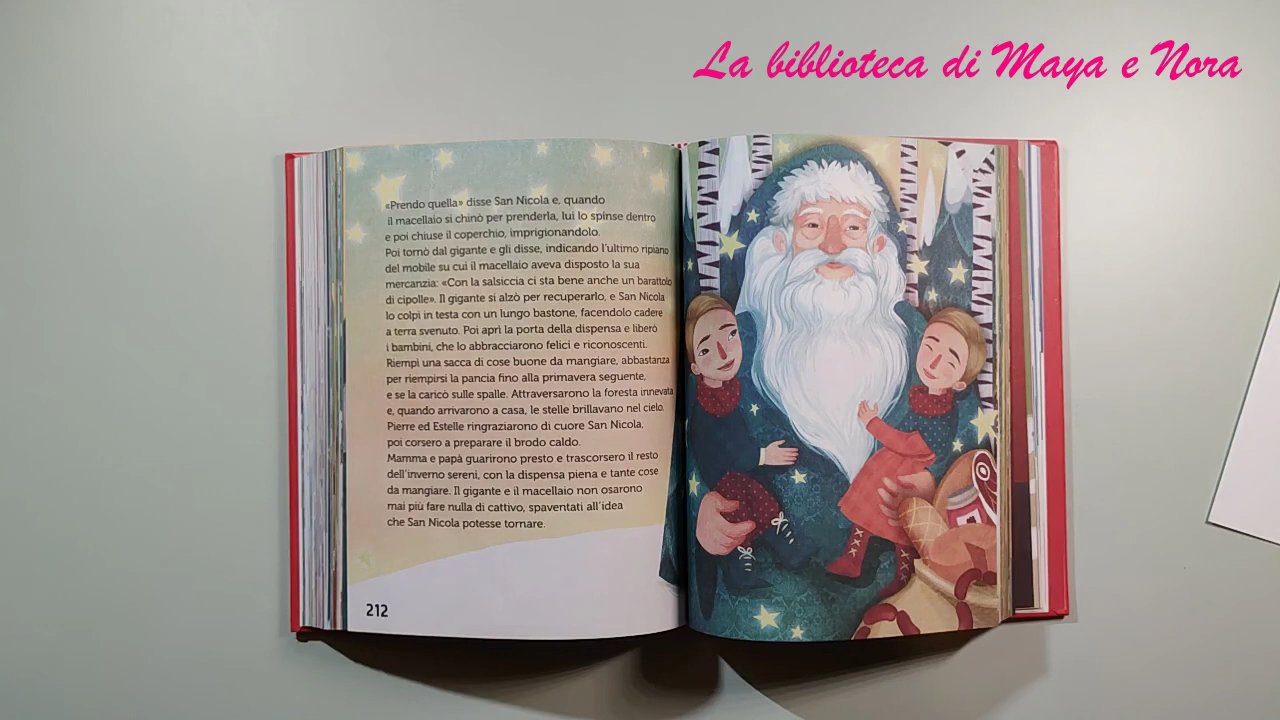 La biblioteca di Maya e Nora
«Prendo quella» disse San Nicola e, quando
il macellaio si chinò per prenderla, lui lo spinse dentro
e poi chiuse il coperchio, imprigionandolo.
Poi tornò dal gigante e gli disse, indicando l'ultimo ripiano
del mobile su cui il macellaio aveva disposto la sua
mercanzia: «Con la salsiccia ci sta bene anche un barattolo
di cipolle». Il gigante si alzò per recuperarlo, e San Nicola
lo colpì in testa con un lungo bastone, facendolo cadere
a terra svenuto. Poi aprì la porta della dispensa e liberò
i bambini, che lo abbracciarono felici e riconoscenti.
Riempì una sacca di cose buone da mangiare, abbastanza
per riempirsi la pancia fino alla primavera seguente,
e se la caricò sulle spalle. Attraversarono la foresta innevata
e, quando arrivarono a casa, le stelle brillavano nel cielo.
Pierre ed Estelle ringraziarono di cuore San Nicola,
poi corsero a preparare il brodo caldo.
Mamma e papà guarirono presto e trascorsero il resto
dell'inverno sereni, con la dispensa piena e tante cose
da mangiare. Il gigante e il macellaio non osarono
mai più fare nulla di cattivo, spaventati all'idea
che San Nicola potesse tornare.
212